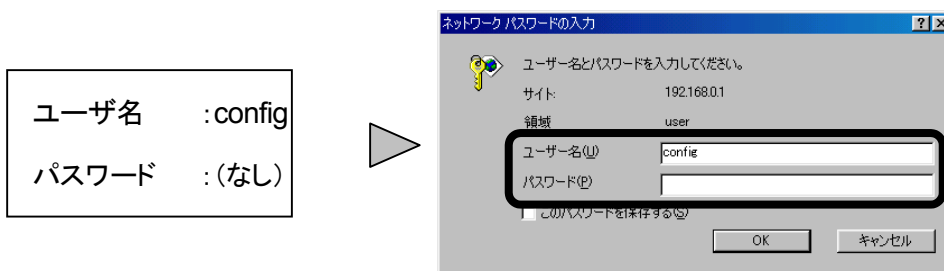 ユーザ名 :config
パスワード :(なし)
ネットワーク パスワードの入力
ユーザー名とパスワードを入力してください。
サイト: 192.168.0.1
領域 user
ユーザー名(U) config
パスワード(P)
このパスワードを保存する(S)
OK キャンセル